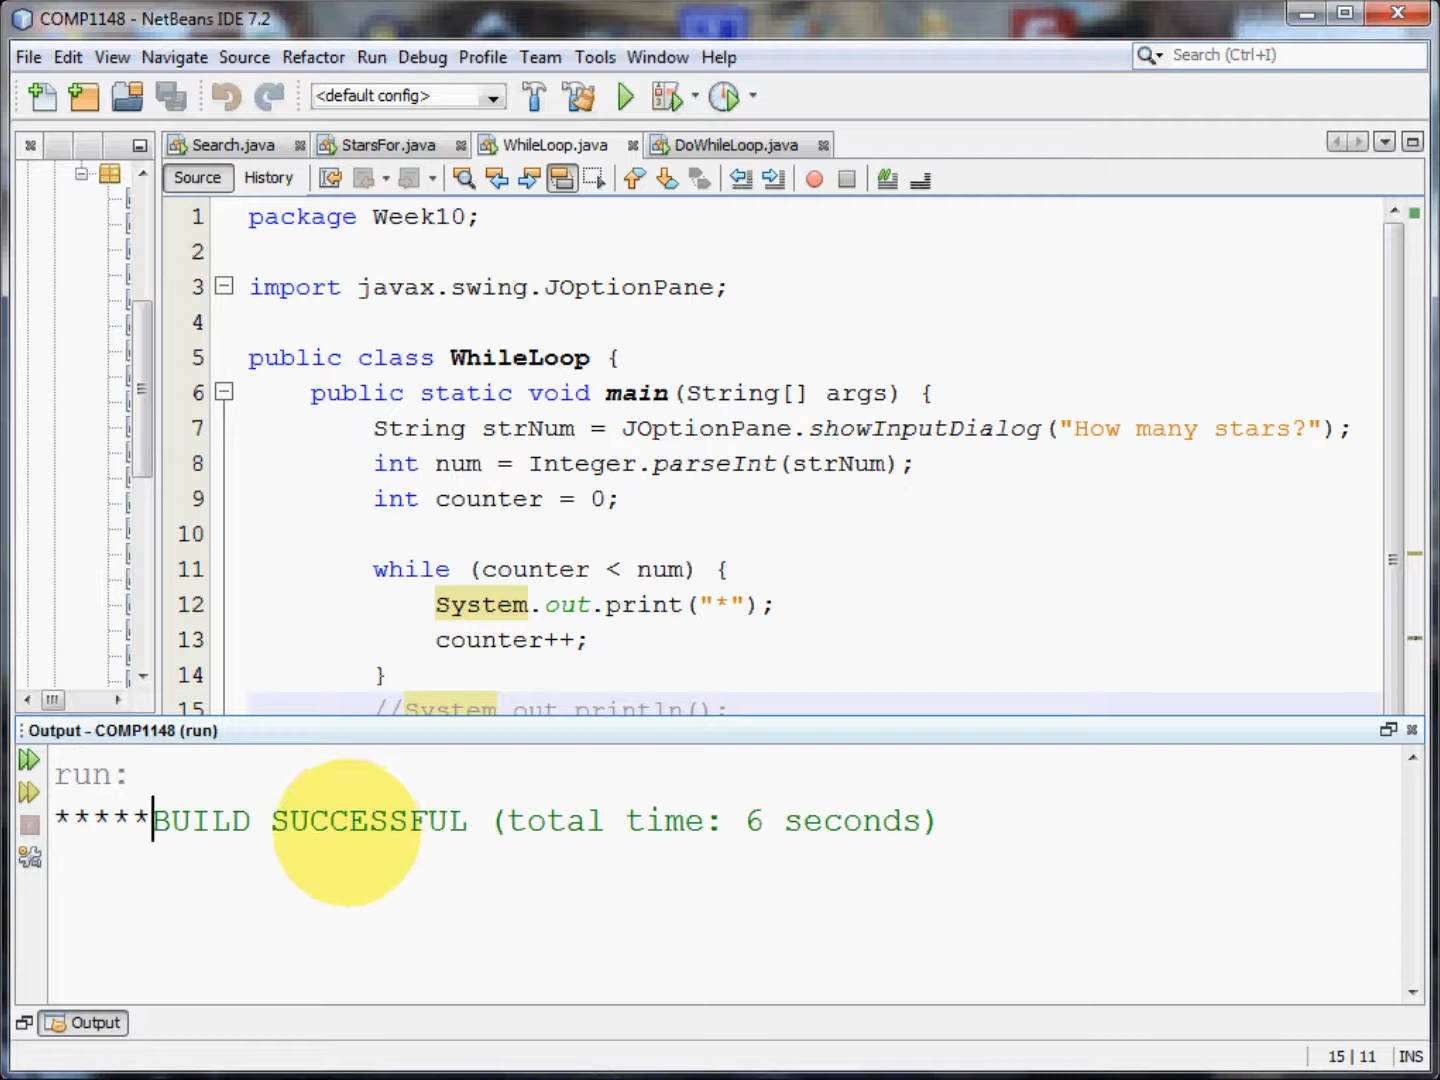 COMP1148 - NetBeans IDE 7.2
File Edit View Navigate Source Refactor Run Debug Profile Team Tools Window Help
Search (Ctrl+I)
<default config>
Search.java StarsFor.java WhileLoop.java DoWhileLoop.java
Source History
1 package Week10;
2
3 import javax.swing.JOptionPane;
4
5 public class WhileLoop {
6 public static void main(String[] args) {
7 String strNum = JOptionPane.showInputDialog("How many stars?");
8 int num = Integer.parseInt(strNum);
9 int counter = 0;
10
11 while (counter < num) {
12 System.out.print("*");
13 counter++;
14 }
15 //System.out.println();
Output - COMP1148 (run)
run:
*****BUILD SUCCESSFUL (total time: 6 seconds)
Output
15 | 11 INS